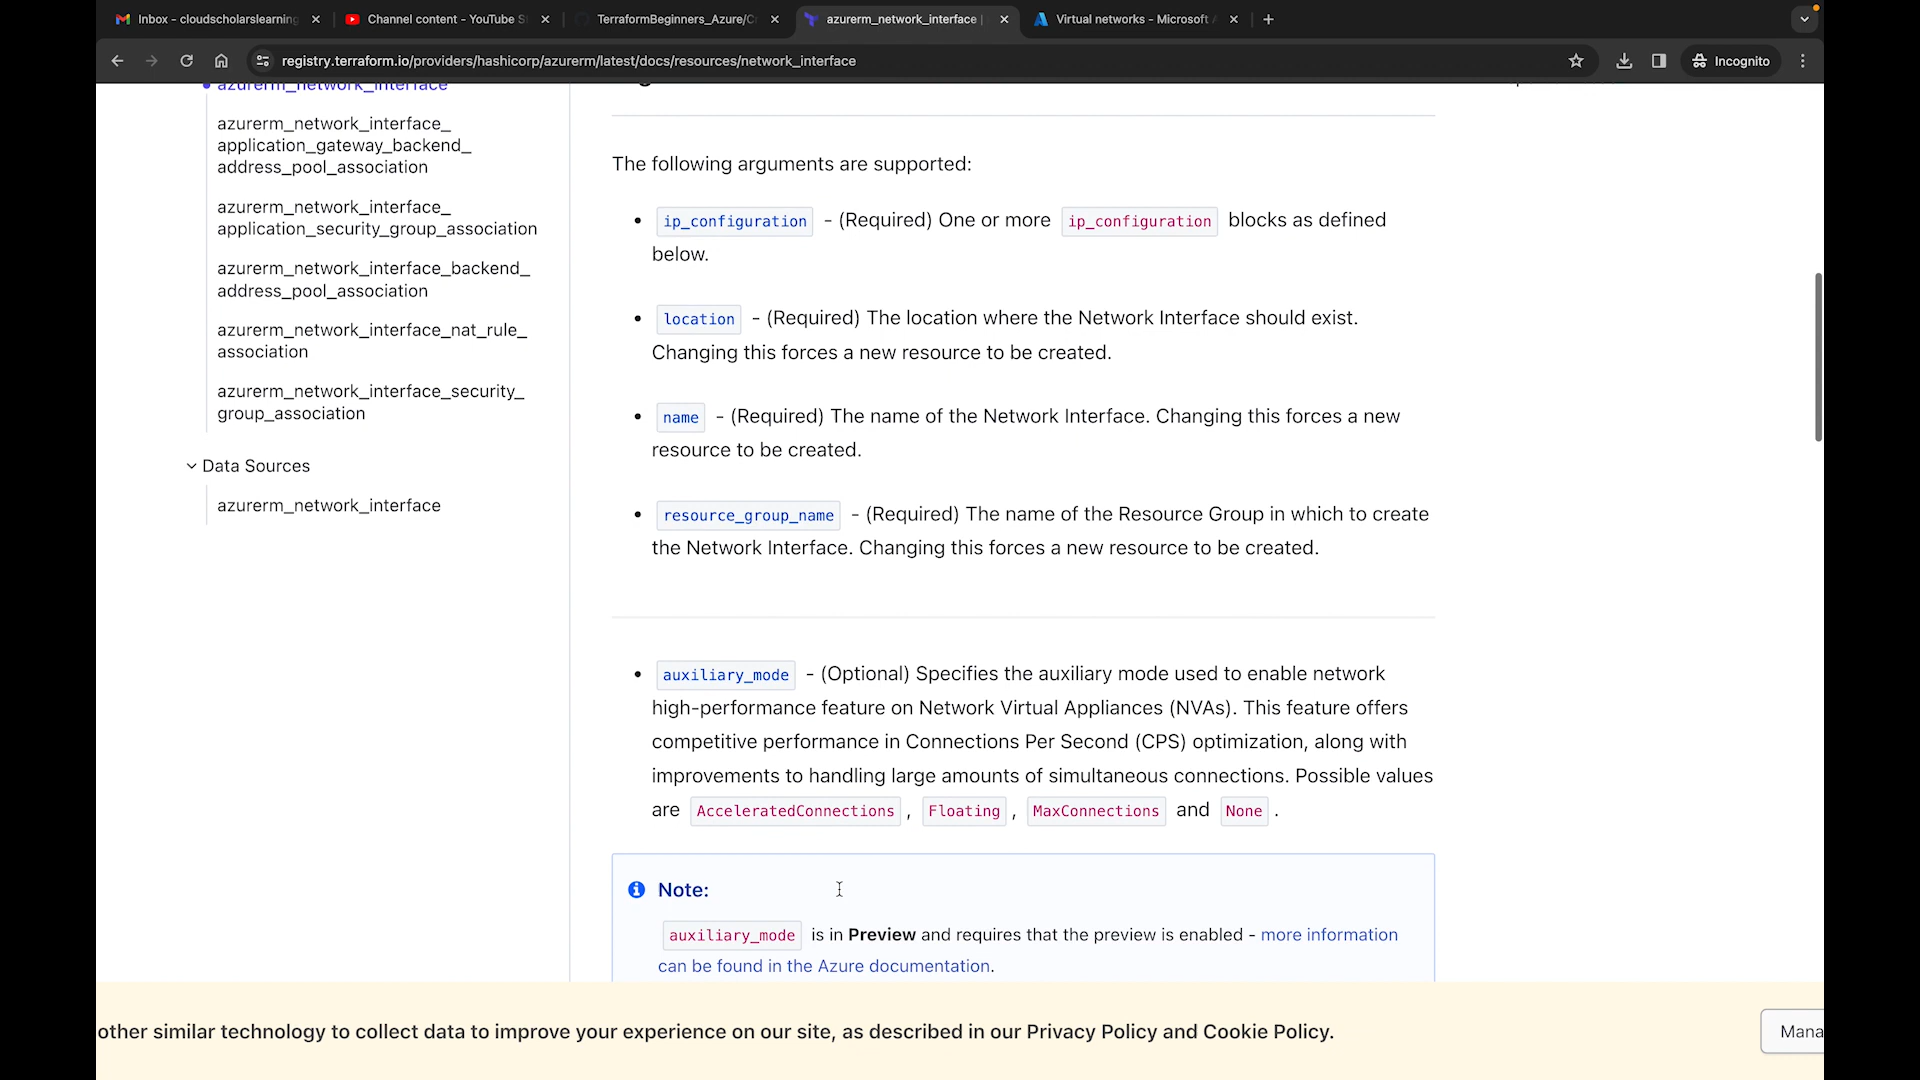 Inbox - cloudscholarslearning
Channel content - YouTube S
TerraformBeginners_Azure/C
azurerm_network_interface |
Virtual networks - Microsoft
registry.terraform.io/providers/hashicorp/azurerm/latest/docs/resources/network_interface
Incognito
azurerm_network_interface
azurerm_network_interface_
application_gateway_backend_
address_pool_association
azurerm_network_interface_
application_security_group_association
azurerm_network_interface_backend_
address_pool_association
azurerm_network_interface_nat_rule_
association
azurerm_network_interface_security_
group_association
Data Sources
azurerm_network_interface
The following arguments are supported:
ip_configuration - (Required) One or more ip_configuration blocks as defined
below.
location - (Required) The location where the Network Interface should exist.
Changing this forces a new resource to be created.
name - (Required) The name of the Network Interface. Changing this forces a new
resource to be created.
resource_group_name - (Required) The name of the Resource Group in which to create
the Network Interface. Changing this forces a new resource to be created.
auxiliary_mode - (Optional) Specifies the auxiliary mode used to enable network
high-performance feature on Network Virtual Appliances (NVAs). This feature offers
competitive performance in Connections Per Second (CPS) optimization, along with
improvements to handling large amounts of simultaneous connections. Possible values
are AcceleratedConnections , Floating , MaxConnections and None .
Note:
auxiliary_mode is in Preview and requires that the preview is enabled - more information
can be found in the Azure documentation.
other similar technology to collect data to improve your experience on our site, as described in our Privacy Policy and Cookie Policy.
Mana